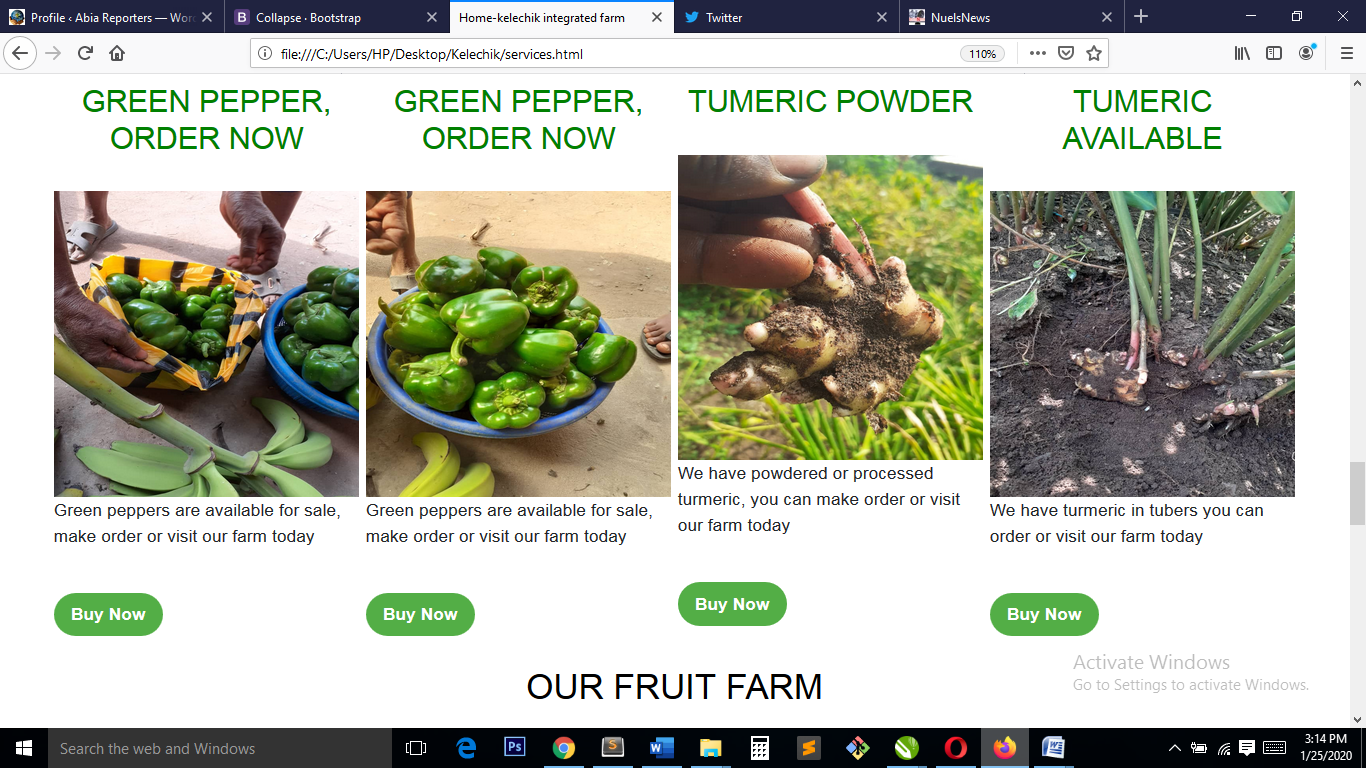 Profile ‹ Abia Reporters — Wor
Collapse · Bootstrap
Home-kelechik integrated farm
Twitter
NuelsNews
file:///C:/Users/HP/Desktop/Kelechik/services.html
110%
GREEN PEPPER,
ORDER NOW
GREEN PEPPER,
ORDER NOW
TUMERIC POWDER
TUMERIC
AVAILABLE
Green peppers are available for sale,
make order or visit our farm today
Green peppers are available for sale,
make order or visit our farm today
We have powdered or processed
turmeric, you can make order or visit
our farm today
We have turmeric in tubers you can
order or visit our farm today
Buy Now
Buy Now
Buy Now
Buy Now
OUR FRUIT FARM
Activate Windows
Go to Settings to activate Windows.
Search the web and Windows
Ps
3:14 PM
1/25/2020